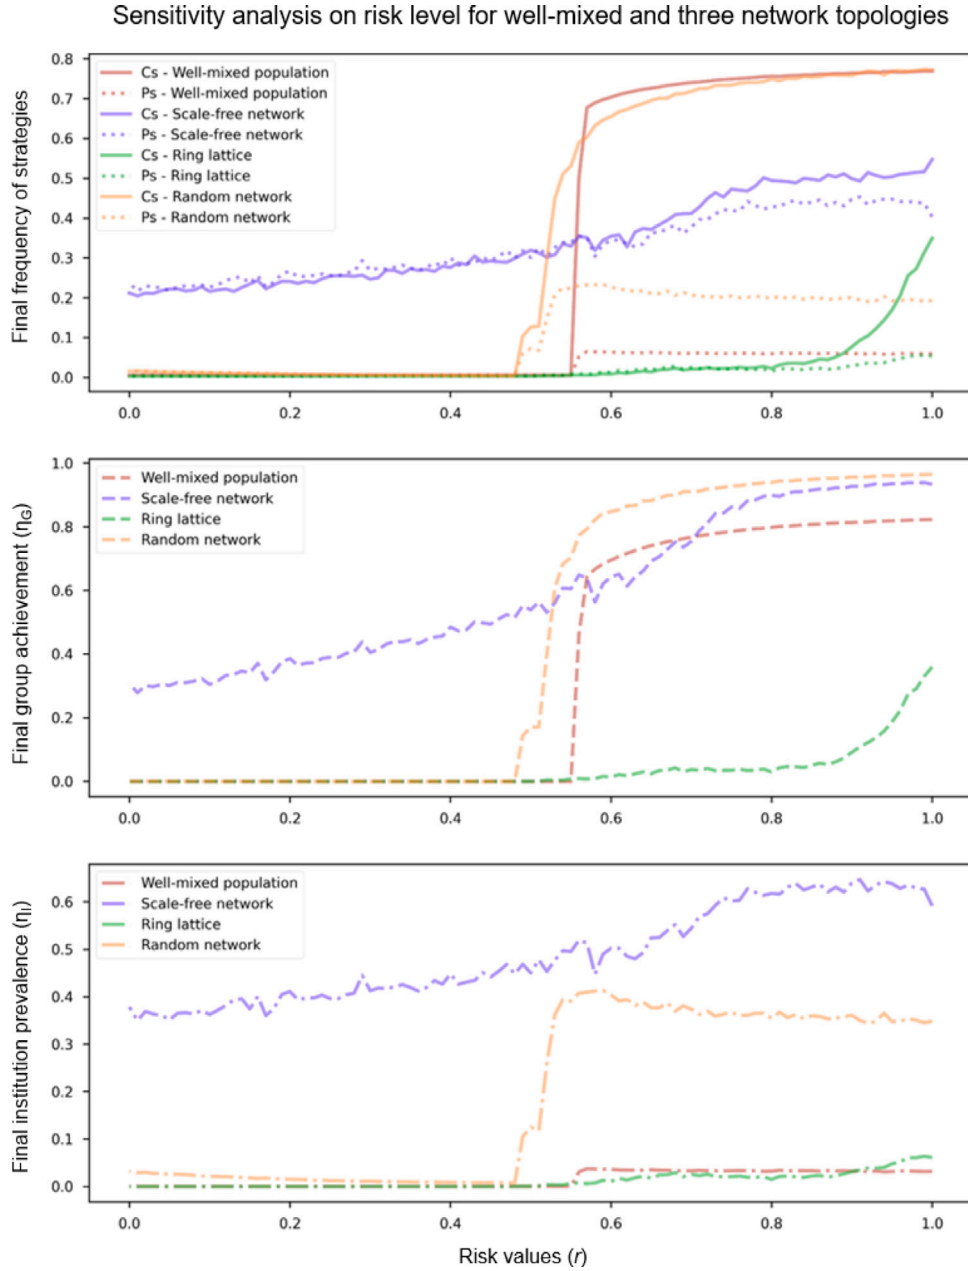 Sensitivity analysis on risk level for well-mixed and three network topologies
Final frequency of strategies
0.8
0.7
0.6
0.5
0.4
0.3
0.2
0.1
0.0
Cs - Well-mixed population
Ps - Well-mixed population
Cs - Scale-free network
Ps - Scale-free network
Cs - Ring lattice
Ps - Ring lattice
Cs - Random network
Ps - Random network
0.0 0.2 0.4 0.6 0.8 1.0
Final group achievement (ηG)
1.0
0.8
0.6
0.4
0.2
0.0
Well-mixed population
Scale-free network
Ring lattice
Random network
0.0 0.2 0.4 0.6 0.8 1.0
Final institution prevalence (ηI)
0.6
0.5
0.4
0.3
0.2
0.1
0.0
Well-mixed population
Scale-free network
Ring lattice
Random network
0.0 0.2 0.4 0.6 0.8 1.0
Risk values (r)